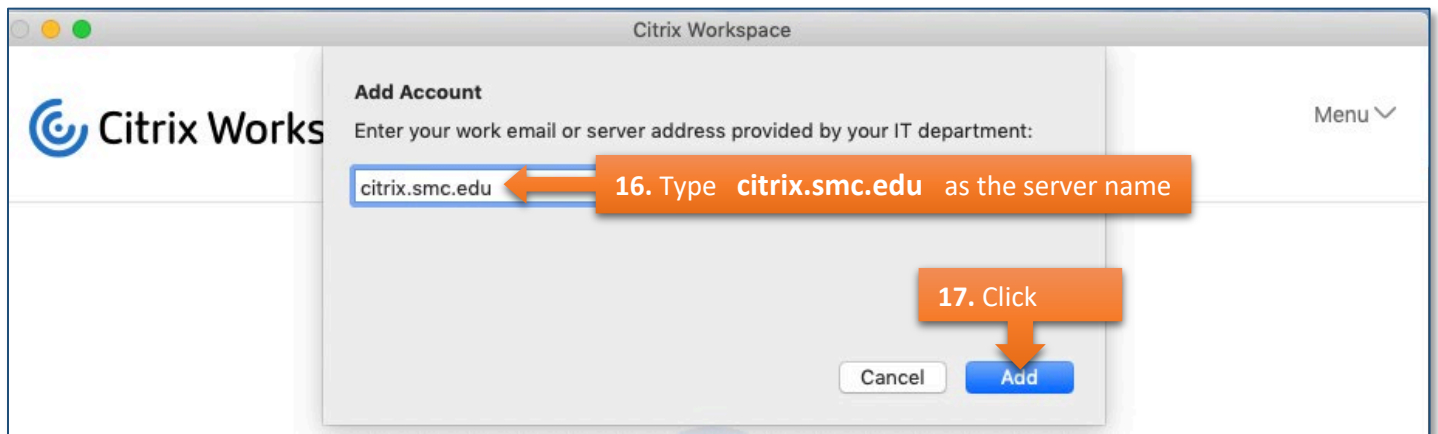 Citrix Workspace
Citrix Works
Menu
Add Account
Enter your work email or server address provided by your IT department:
citrix.smc.edu
16. Type citrix.smc.edu as the server name
17. Click
Cancel
Add